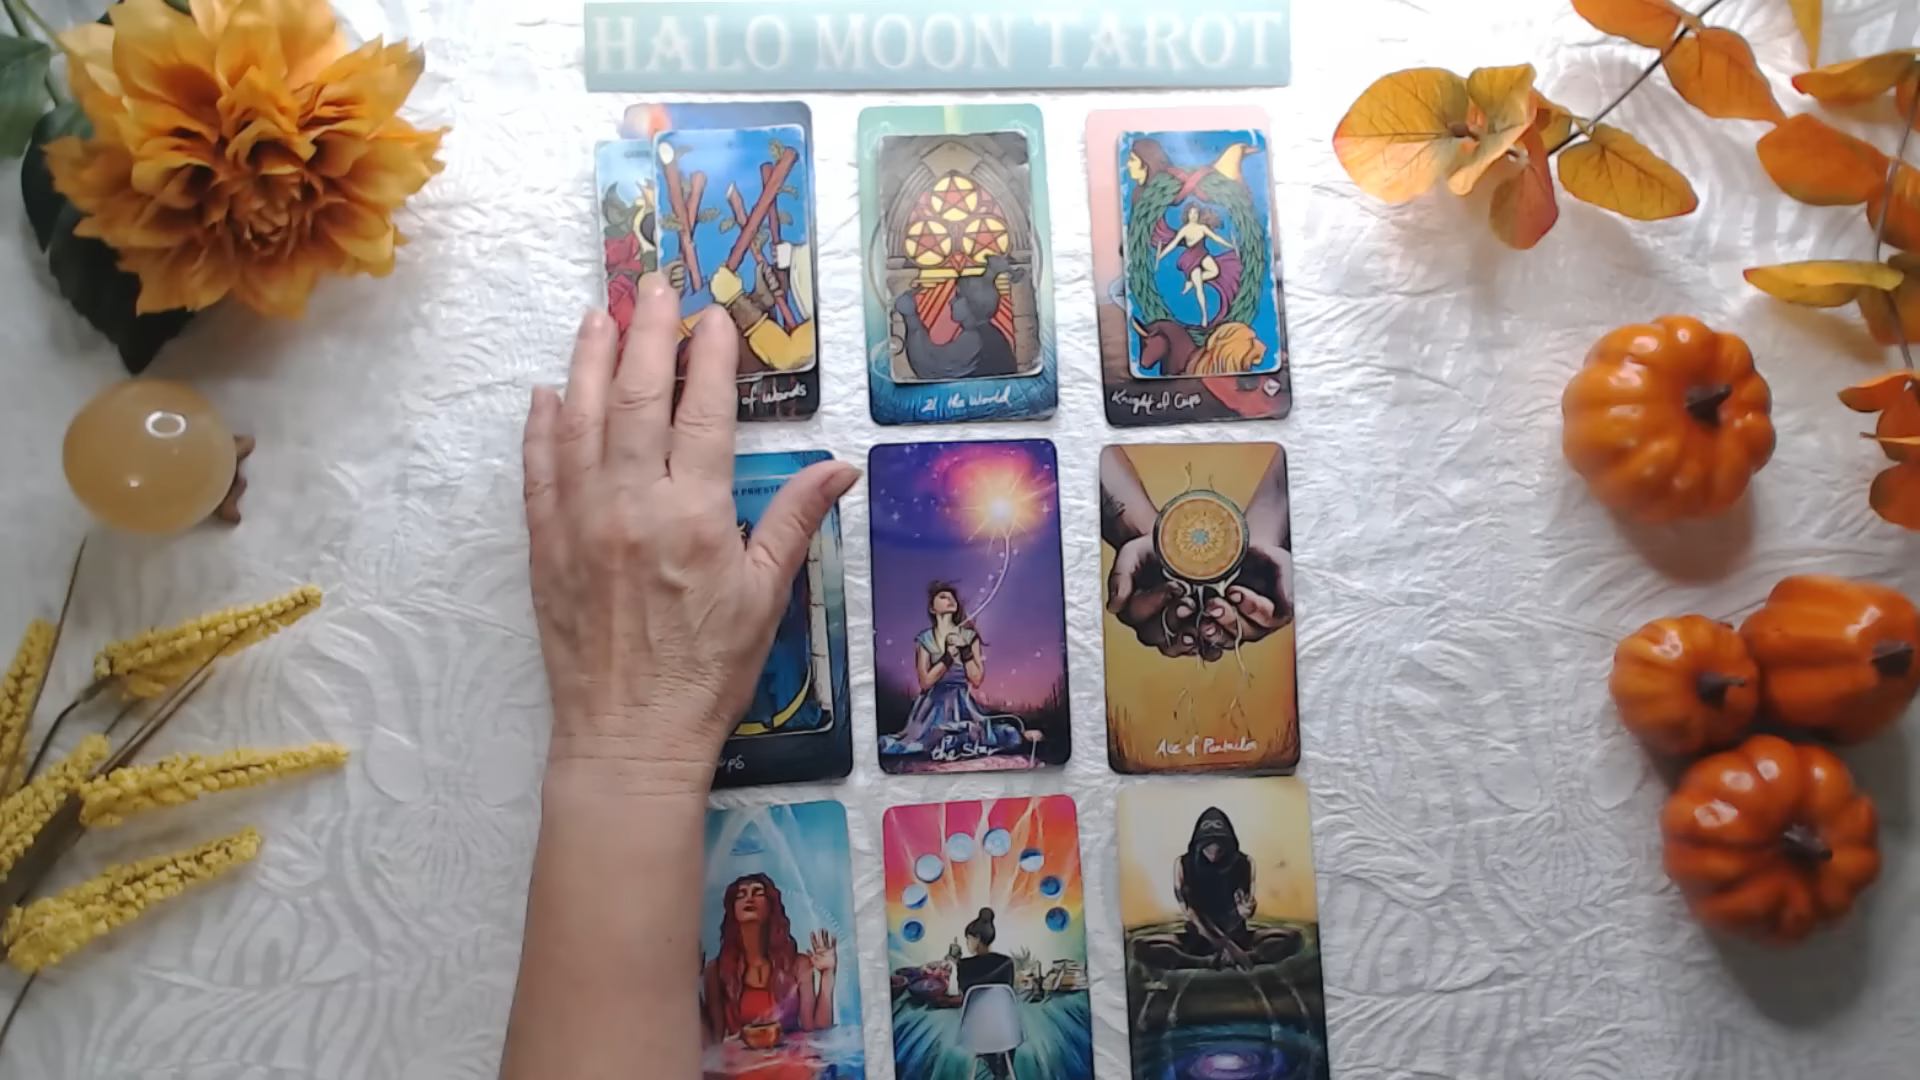 HALO MOON TAROT
of Wands
21 the World
Knight of Cups
the Star
Ace of Pentacles